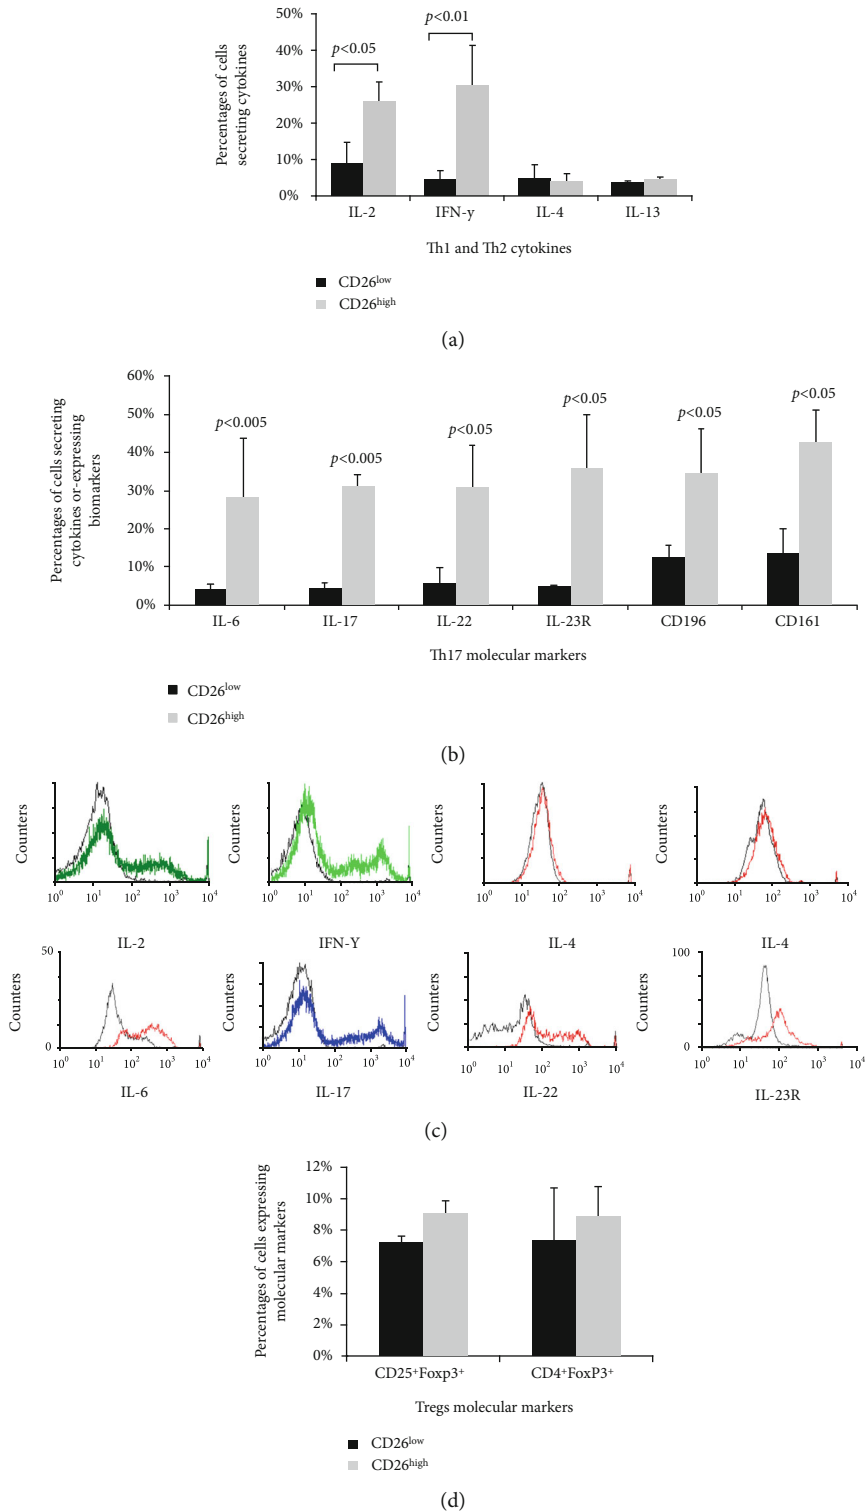 50%
40%
30%
20%
10%
0%
Percentages of cells
secreting cytokines
p<0.05
p<0.01
IL-2 IFN-y IL-4 IL-13
Th1 and Th2 cytokines
CD26low
CD26high
(a)
60%
50%
40%
30%
20%
10%
0%
Percentages of cells secreting
cytokines or-expressing
biomarkers
p<0.005
p<0.005
p<0.05
p<0.05
p<0.05
p<0.05
IL-6 IL-17 IL-22 IL-23R CD196 CD161
Th17 molecular markers
CD26low
CD26high
(b)
Counters
10⁰ 10¹ 10² 10³ 10⁴
IL-2
Counters
10⁰ 10¹ 10² 10³ 10⁴
IFN-Y
Counters
10⁰ 10¹ 10² 10³ 10⁴
IL-4
Counters
10⁰ 10¹ 10² 10³ 10⁴
IL-4
50
0
Counters
10⁰ 10¹ 10² 10³ 10⁴
IL-6
Counters
10⁰ 10¹ 10² 10³ 10⁴
IL-17
Counters
10⁰ 10¹ 10² 10³ 10⁴
IL-22
100
0
Counters
10⁰ 10¹ 10² 10³ 10⁴
IL-23R
(c)
12%
10%
8%
6%
4%
2%
0%
Percentages of cells expressing
molecular markers
CD25⁺Foxp3⁺ CD4⁺FoxP3⁺
Tregs molecular markers
CD26low
CD26high
(d)